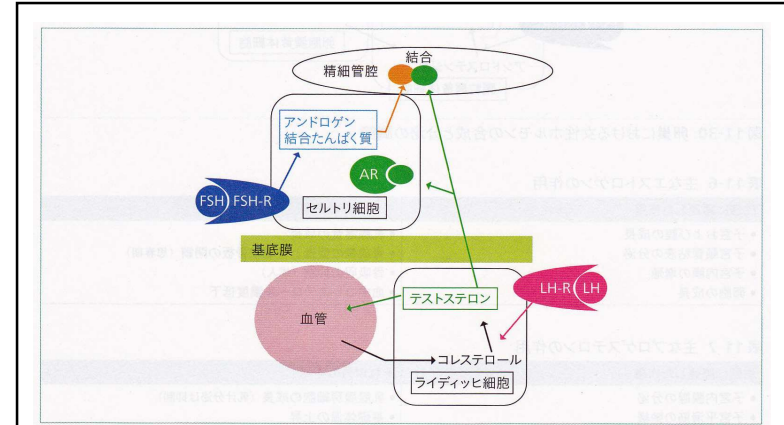 結合
精細管腔
アンドロゲン
結合たんぱく質
AR
FSH FSH-R
セルトリ細胞
基底膜
テストステロン
LH-R LH
血管
コレステロール
ライディッヒ細胞